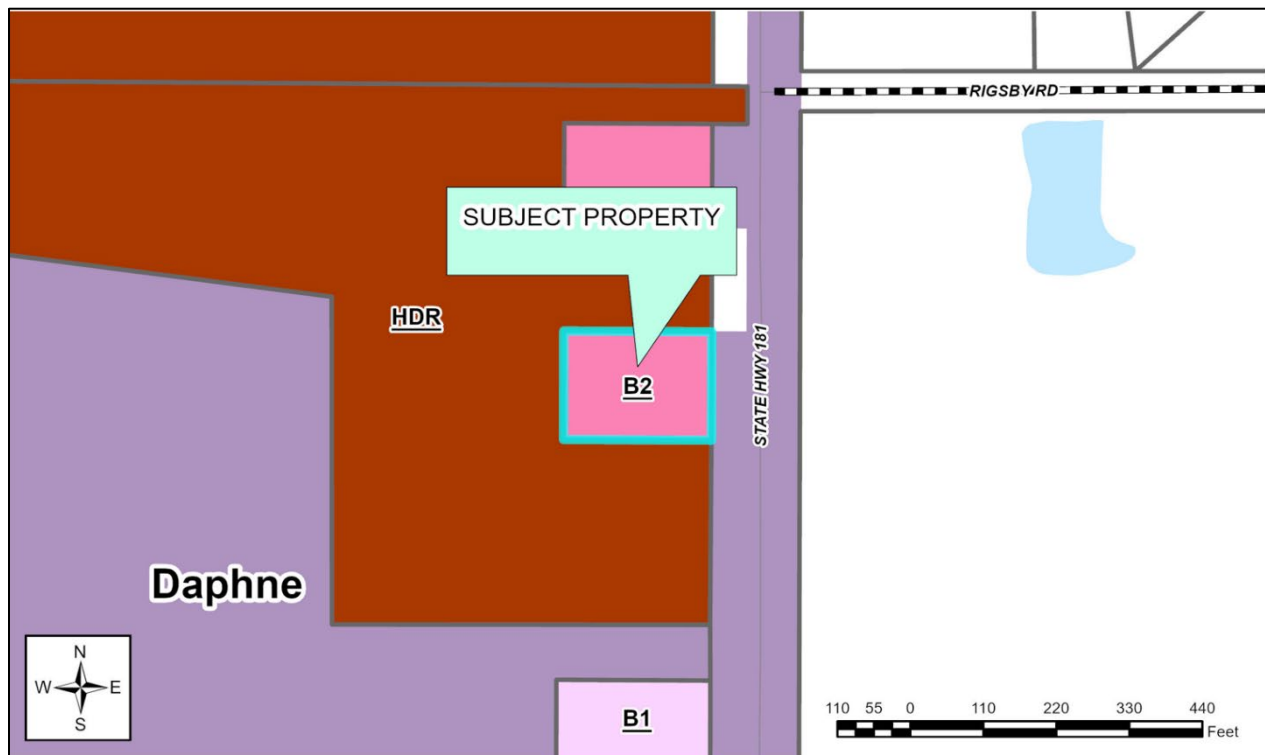 RIGSBY RD
SUBJECT PROPERTY
HDR
B2
STATE HWY 181
Daphne
N
W E
S
B1
110 55 0 110 220 330 440
Feet